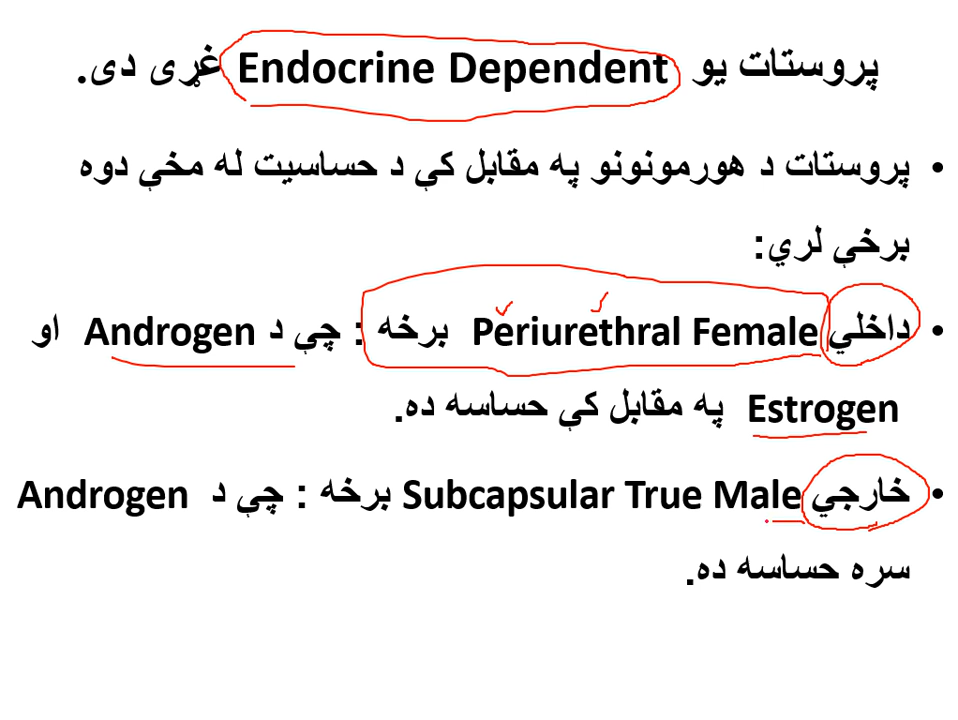 پروستات یو Endocrine Dependent غړی دی.
• پروستات د هورمونونو په مقابل کې د حساسیت له مخې دوه
برخې لري:
• داخلي Periurethral Female برخه : چې د Androgen او
Estrogen په مقابل کې حساسه ده.
• خارجي Subcapsular True Male برخه : چې د Androgen
سره حساسه ده.